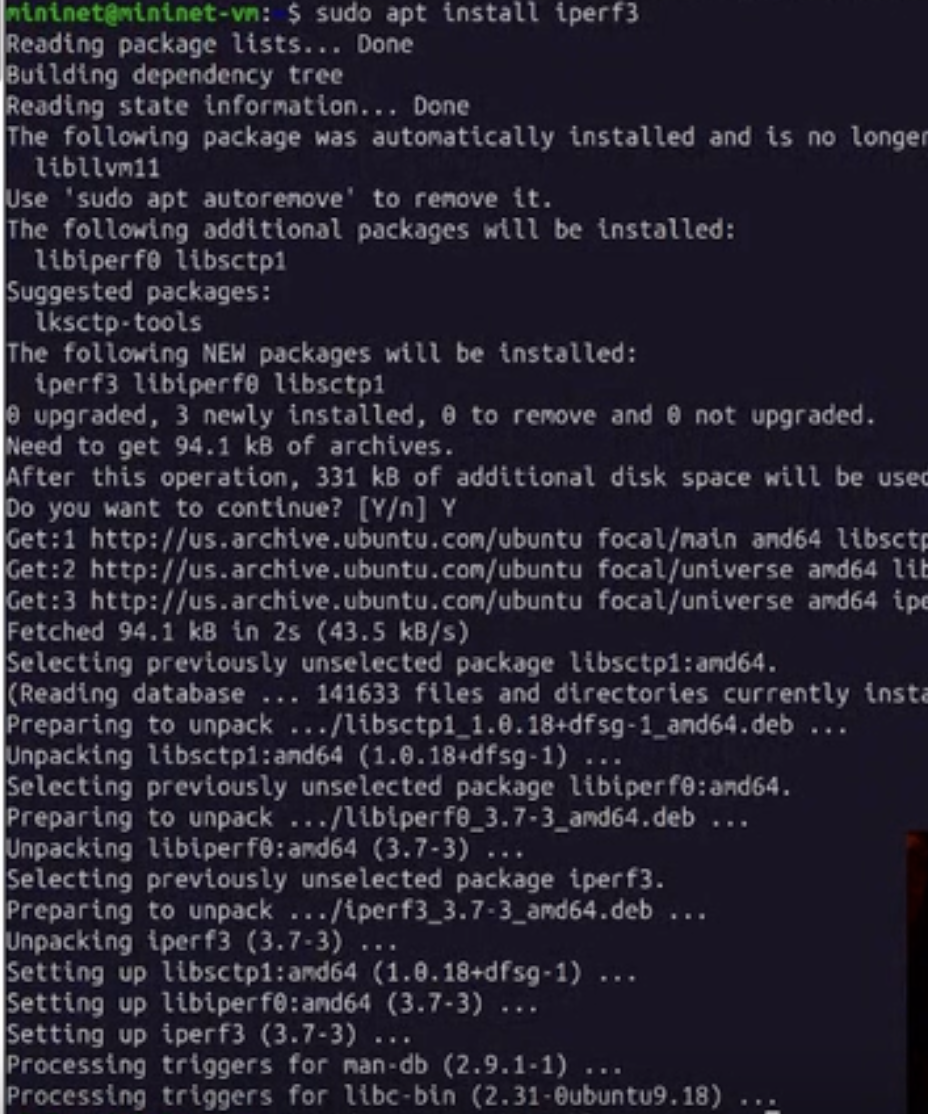 mininet@mininet-vm:~$ sudo apt install iperf3
Reading package lists... Done
Building dependency tree
Reading state information... Done
The following package was automatically installed and is no longer
libllvm11
Use 'sudo apt autoremove' to remove it.
The following additional packages will be installed:
libiperf0 libsctp1
Suggested packages:
lksctp-tools
The following NEW packages will be installed:
iperf3 libiperf0 libsctp1
0 upgraded, 3 newly installed, 0 to remove and 0 not upgraded.
Need to get 94.1 kB of archives.
After this operation, 331 kB of additional disk space will be used
Do you want to continue? [Y/n] Y
Get:1 http://us.archive.ubuntu.com/ubuntu focal/main amd64 libsctp
Get:2 http://us.archive.ubuntu.com/ubuntu focal/universe amd64 lib
Get:3 http://us.archive.ubuntu.com/ubuntu focal/universe amd64 ipe
Fetched 94.1 kB in 2s (43.5 kB/s)
Selecting previously unselected package libsctp1:amd64.
(Reading database ... 141633 files and directories currently insta
Preparing to unpack .../libsctp1_1.0.18+dfsg-1_amd64.deb ...
Unpacking libsctp1:amd64 (1.0.18+dfsg-1) ...
Selecting previously unselected package libiperf0:amd64.
Preparing to unpack .../libiperf0_3.7-3_amd64.deb ...
Unpacking libiperf0:amd64 (3.7-3) ...
Selecting previously unselected package iperf3.
Preparing to unpack .../iperf3_3.7-3_amd64.deb ...
Unpacking iperf3 (3.7-3) ...
Setting up libsctp1:amd64 (1.0.18+dfsg-1) ...
Setting up libiperf0:amd64 (3.7-3) ...
Setting up iperf3 (3.7-3) ...
Processing triggers for man-db (2.9.1-1) ...
Processing triggers for libc-bin (2.31-0ubuntu9.18) ...